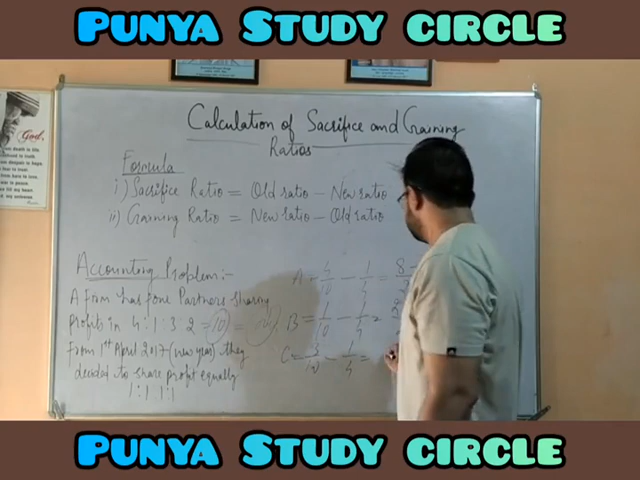 PUNYA STUDY CIRCLE
God,
Calculation of Sacrifice and Gaining
Ratios
Formula
i) Sacrifice Ratio = Old ratio - New ratio
ii) Gaining Ratio = New ratio - Old ratio
Accounting Problem:-
A firm has four Partners sharing
profits in 4:1:3 2 = 10 =
from 1st April 2017 (new year) they
decided to share profit equally
1:1 1:1
A = 4/10 - 1/4 = 8 -
B = 1/10 - 1/4 =
C = 3/10 - 1/4 =
PUNYA STUDY CIRCLE